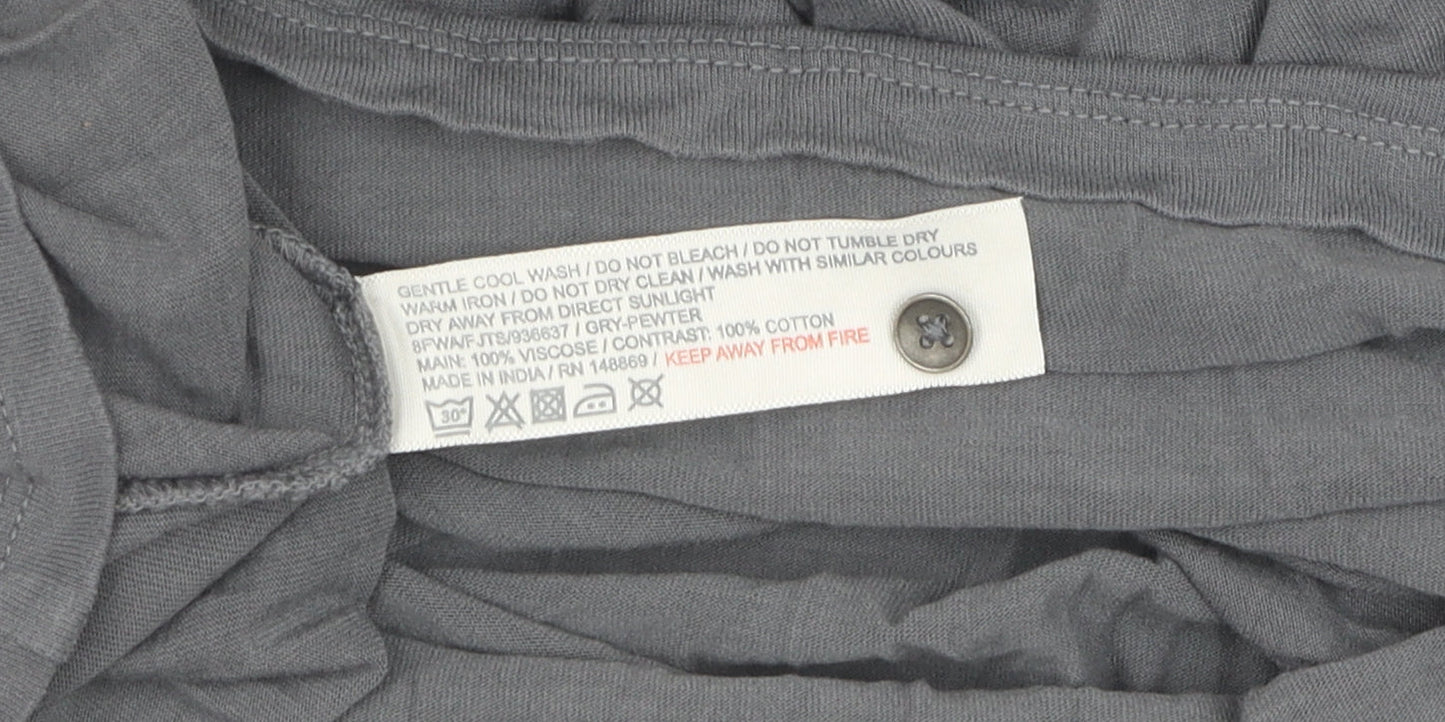 GENTLE COOL WASH / DO NOT BLEACH / DO NOT TUMBLE DRY
WARM IRON / DO NOT DRY CLEAN / WASH WITH SIMILAR COLOURS
DRY AWAY FROM DIRECT SUNLIGHT
8FWA/FJTS/936637 / GRY-PEWTER
MAIN: 100% VISCOSE / CONTRAST: 100% COTTON
MADE IN INDIA / RN 148869 / KEEP AWAY FROM FIRE
30°